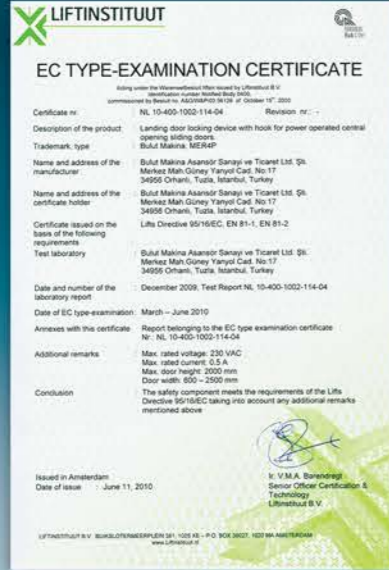 LIFTINSTITUUT
EC TYPE-EXAMINATION CERTIFICATE
Certificate nr. : NL 10-400-1002-114-04 Revision nr.: -
Description of the product : Landing door locking device with hook for power operated central
opening sliding doors.
Trademark, type : Bulut Makina, MER4P
Name and address of the
manufacturer : Bulut Makina Asansör Sanayi ve Ticaret Ltd. Şti.
Merkez Mah.Güney Yanyol Cad. No:17
34956 Orhanlı, Tuzla, Istanbul, Turkey
Name and address of the
certificate holder : Bulut Makina Asansör Sanayi ve Ticaret Ltd. Şti.
Merkez Mah.Güney Yanyol Cad. No:17
34956 Orhanlı, Tuzla, Istanbul, Turkey
Certificate issued on the
basis of the following
requirements : Lifts Directive 95/16/EC, EN 81-1, EN 81-2
Test laboratory : Bulut Makina Asansör Sanayi ve Ticaret Ltd. Şti.
Merkez Mah.Güney Yanyol Cad. No:17
34956 Orhanlı, Tuzla, Istanbul, Turkey
Date and number of the
laboratory report : December 2009, Test Report NL 10-400-1002-114-04
Date of EC type-examination : March – June 2010
Annexes with this certificate : Report belonging to the EC type examination certificate
Nr.: NL 10-400-1002-114-04
Additional remarks : Max. rated voltage: 230 VAC
Max. rated current: 0.5 A
Max. door height: 2000 mm
Door width: 600 – 2500 mm
Conclusion : The safety component meets the requirements of the Lifts
Directive 95/16/EC taking into account any additional remarks
mentioned above
Issued in Amsterdam
Date of issue : June 11, 2010
Ir. V.M.A. Barendregt
Senior Officer Certification &
Technology
Liftinstituut B.V.
www.liftinstituut.nl